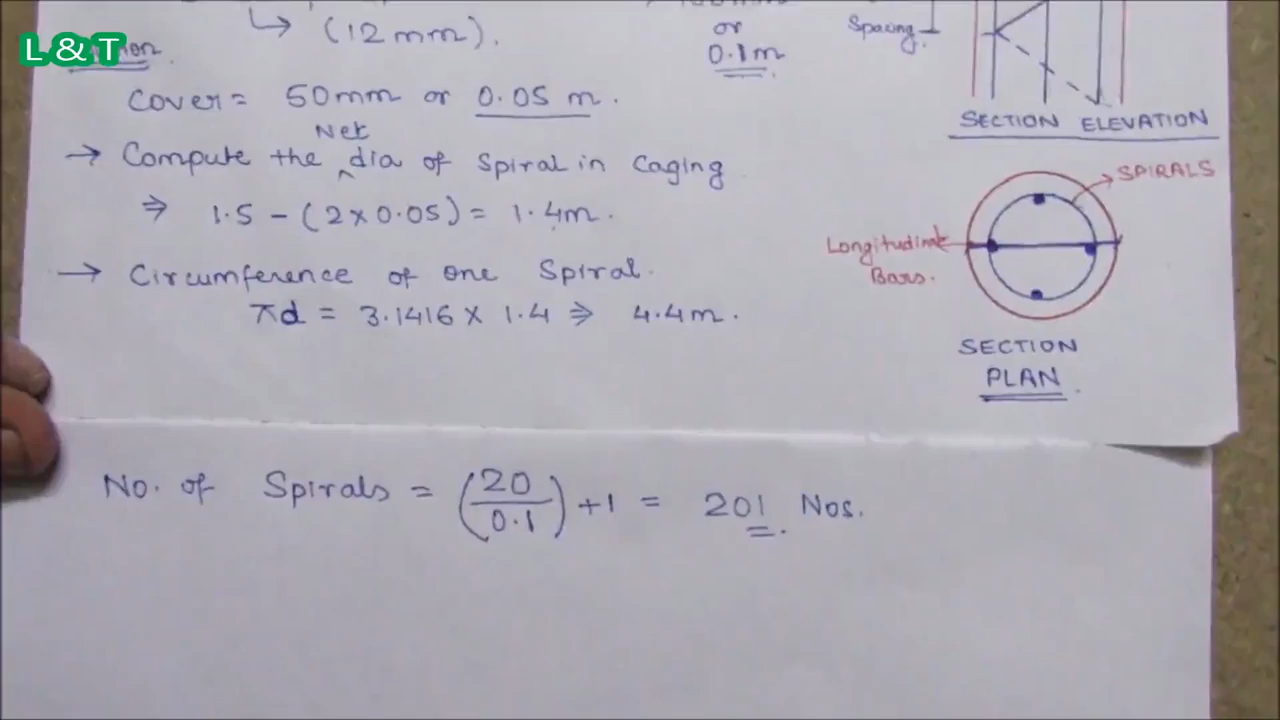 L & T
(12mm).
or
0.1m
Spacing.
Cover = 50mm or 0.05 m.
Net
→ Compute the ^ dia of Spiral in Caging
⇒ 1.5 - (2 x 0.05) = 1.4m.
→ Circumference of one Spiral.
πd = 3.1416 x 1.4 ⇒ 4.4m.
SECTION ELEVATION
SPIRALS
Longitudinal
Bars.
SECTION
PLAN
No. of Spirals = (20/0.1) + 1 = 201 Nos.